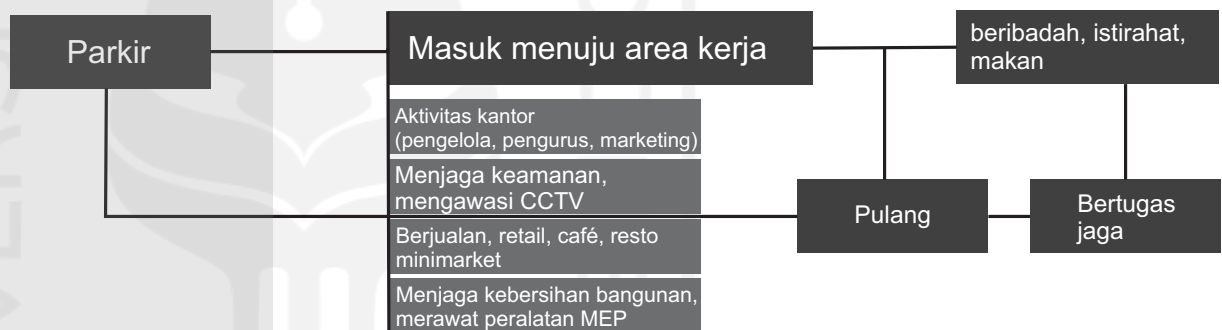 Parkir
Masuk menuju area kerja
beribadah, istirahat,
makan
Aktivitas kantor
(pengelola, pengurus, marketing)
Menjaga keamanan,
mengawasi CCTV
Berjualan, retail, café, resto
minimarket
Menjaga kebersihan bangunan,
merawat peralatan MEP
Pulang
Bertugas
jaga